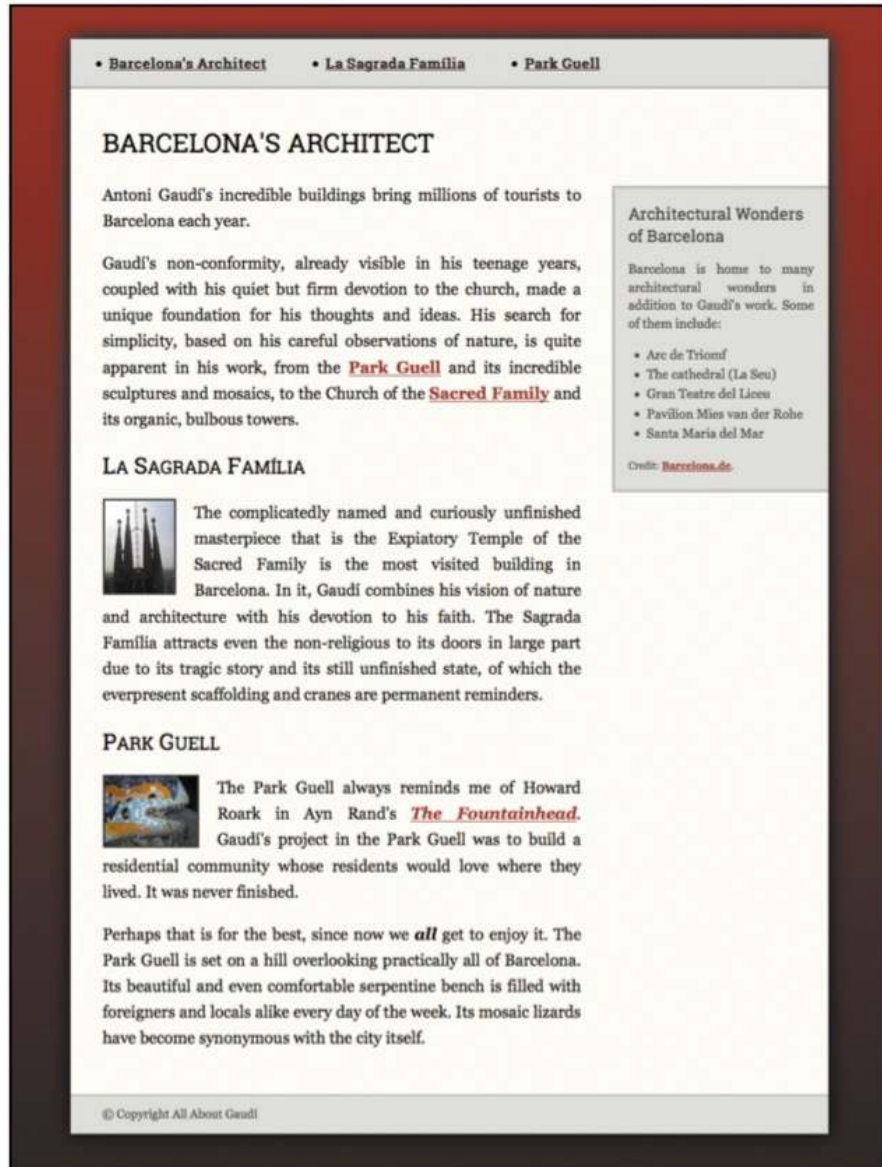 • Barcelona's Architect • La Sagrada Família • Park Guell
BARCELONA'S ARCHITECT
Antoni Gaudí's incredible buildings bring millions of tourists to
Barcelona each year.
Gaudí's non-conformity, already visible in his teenage years,
coupled with his quiet but firm devotion to the church, made a
unique foundation for his thoughts and ideas. His search for
simplicity, based on his careful observations of nature, is quite
apparent in his work, from the Park Guell and its incredible
sculptures and mosaics, to the Church of the Sacred Family and
its organic, bulbous towers.
LA SAGRADA FAMÍLIA
The complicatedly named and curiously unfinished
masterpiece that is the Expiatory Temple of the
Sacred Family is the most visited building in
Barcelona. In it, Gaudí combines his vision of nature
and architecture with his devotion to his faith. The Sagrada
Família attracts even the non-religious to its doors in large part
due to its tragic story and its still unfinished state, of which the
everpresent scaffolding and cranes are permanent reminders.
PARK GUELL
The Park Guell always reminds me of Howard
Roark in Ayn Rand's The Fountainhead.
Gaudí's project in the Park Guell was to build a
residential community whose residents would love where they
lived. It was never finished.
Perhaps that is for the best, since now we all get to enjoy it. The
Park Guell is set on a hill overlooking practically all of Barcelona.
Its beautiful and even comfortable serpentine bench is filled with
foreigners and locals alike every day of the week. Its mosaic lizards
have become synonymous with the city itself.
Architectural Wonders
of Barcelona
Barcelona is home to many
architectural wonders in
addition to Gaudí's work. Some
of them include:
• Arc de Triomf
• The cathedral (La Seu)
• Gran Teatre del Liceu
• Pavilion Mies van der Rohe
• Santa Maria del Mar
Credit: Barcelona.de.
© Copyright All About Gaudí